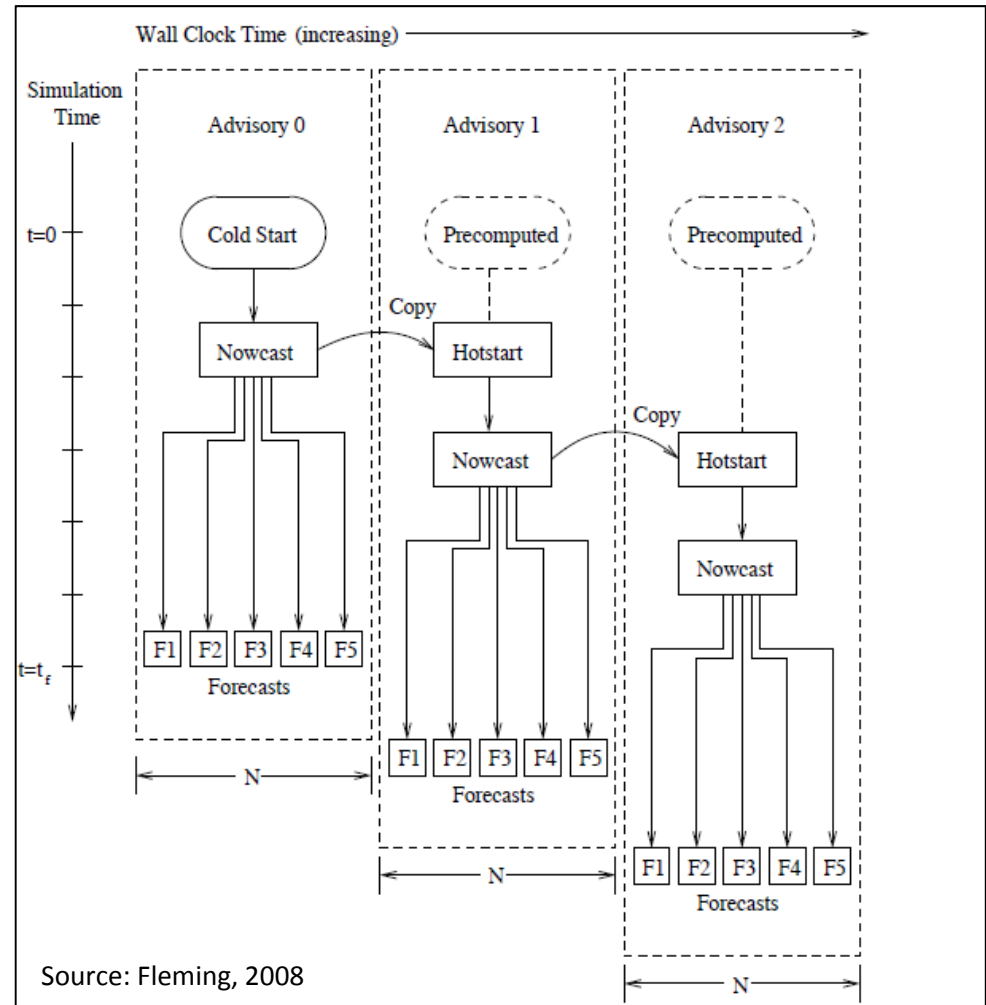 Wall Clock Time (increasing)
Simulation
Time
Advisory 0
Advisory 1
Advisory 2
t=0
Cold Start
Precomputed
Precomputed
Copy
Nowcast
Hotstart
Copy
Nowcast
Hotstart
Nowcast
F1 F2 F3 F4 F5
t=t_f
Forecasts
F1 F2 F3 F4 F5
N
Forecasts
F1 F2 F3 F4 F5
N
Forecasts
Source: Fleming, 2008
N